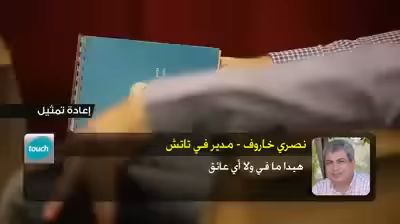 إعادة تمثيل
نصري خاروف - مدير في تاتش
touch
هيدا ما في ولا أي عائق